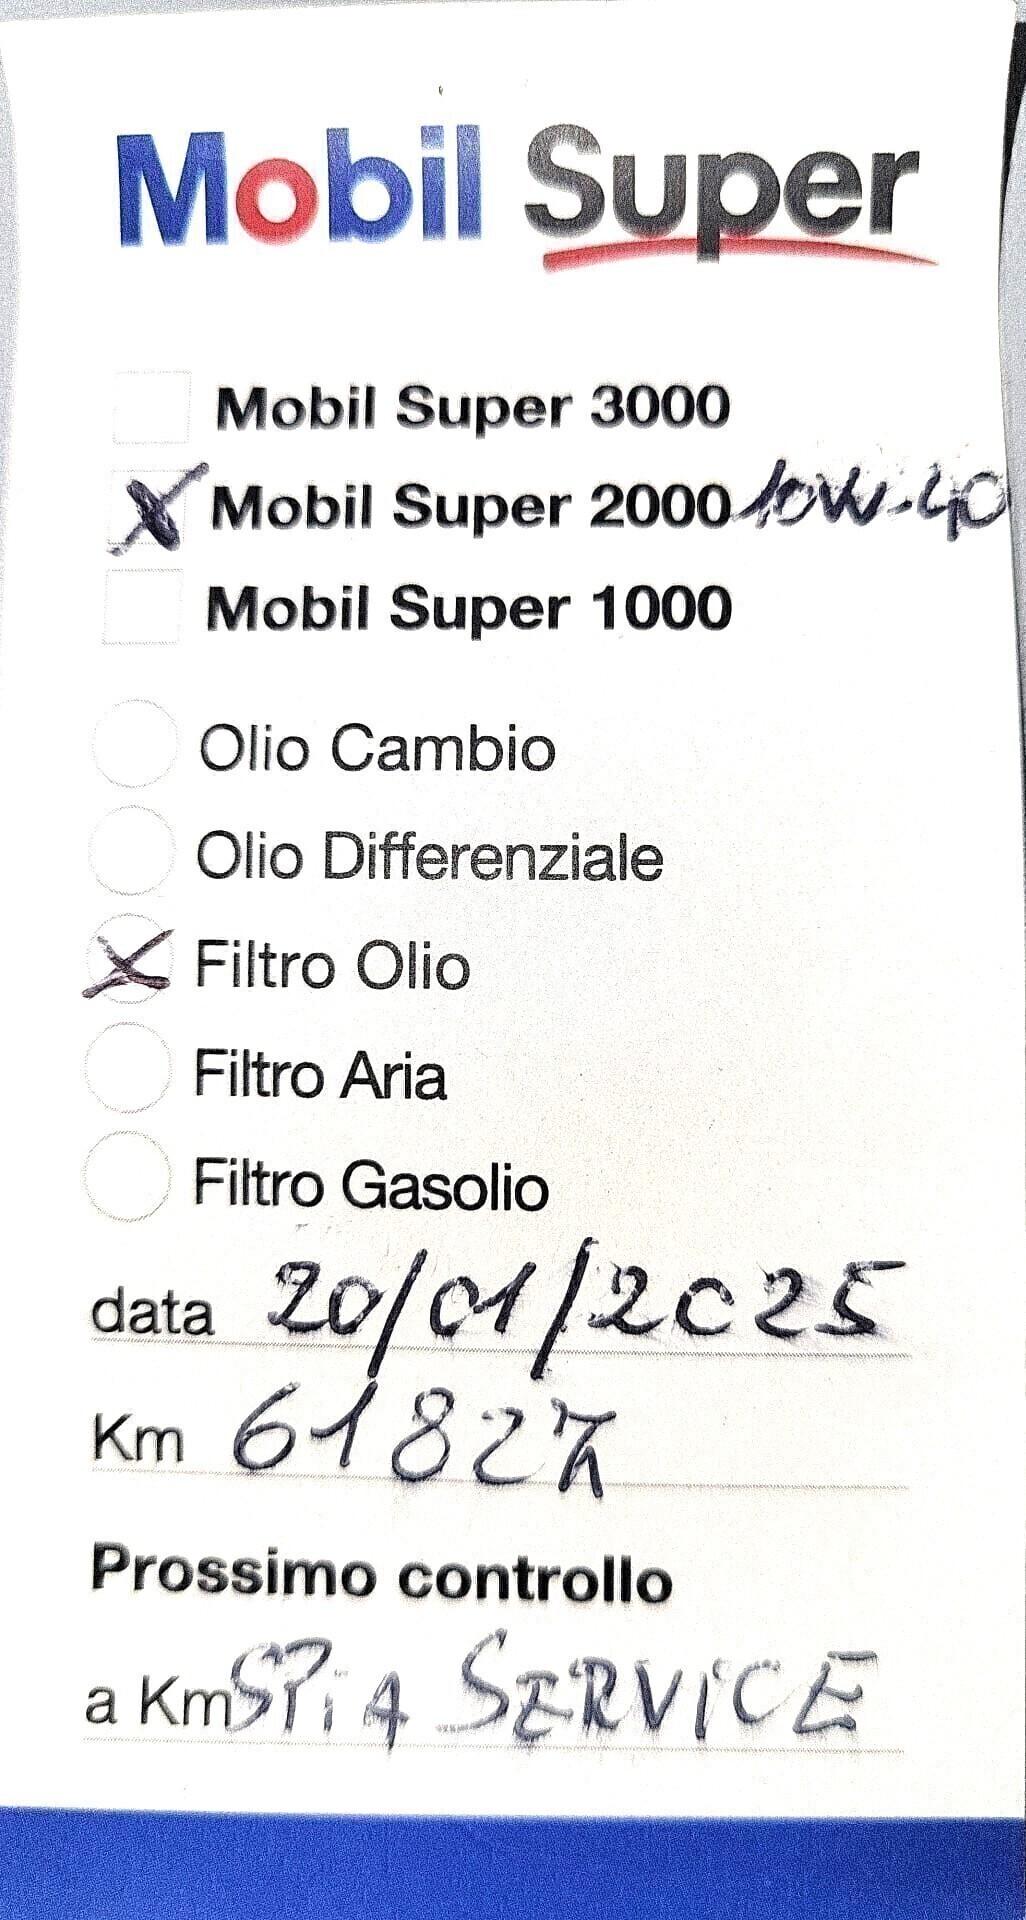 Mobil Super
Mobil Super 3000
Mobil Super 2000 10W-40
Mobil Super 1000
Olio Cambio
Olio Differenziale
Filtro Olio
Filtro Aria
Filtro Gasolio
data 20/01/2025
Km 61827
Prossimo controllo
a Km SPiA SERViCE